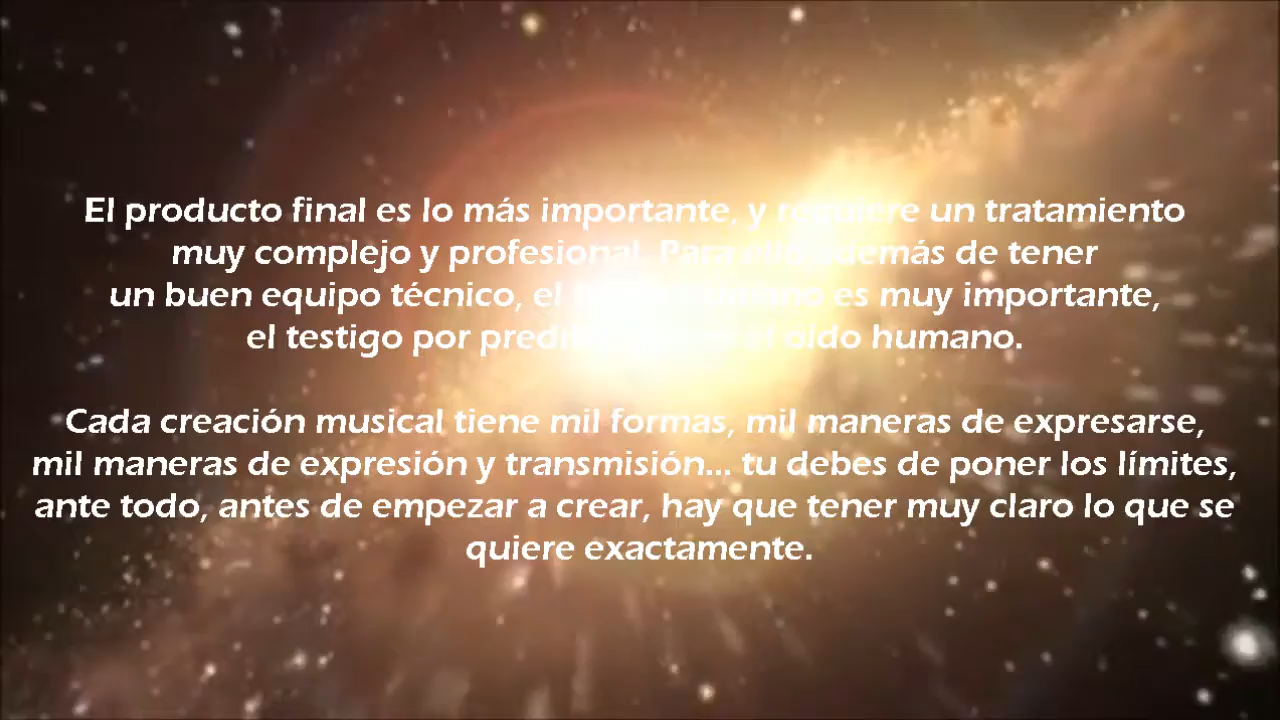 El producto final es lo más importante, y requiere un tratamiento
muy complejo y profesional. Para ello además de tener
un buen equipo técnico, el es muy importante,
el testigo por el oido humano.
Cada creación musical tiene mil formas, mil maneras de expresarse,
mil maneras de expresión y transmisión... tu debes de poner los límites,
ante todo, antes de empezar a crear, hay que tener muy claro lo que se
quiere exactamente.